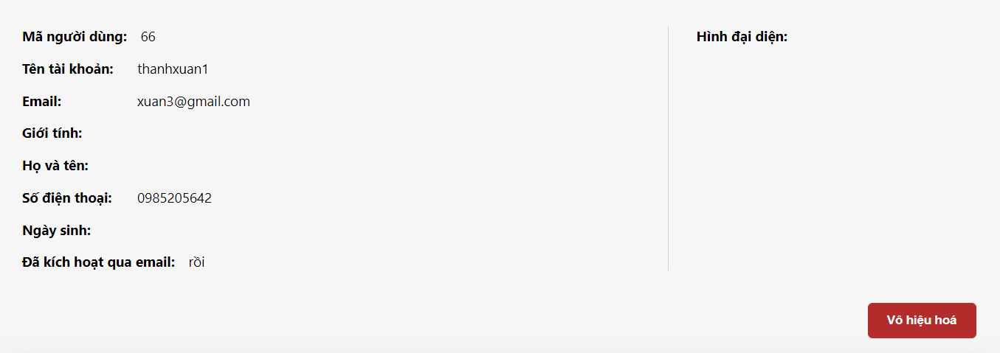 Mã người dùng: 66
Tên tài khoản: thanhxuan1
Email: xuan3@gmail.com
Giới tính:
Họ và tên:
Số điện thoại: 0985205642
Ngày sinh:
Đã kích hoạt qua email: rồi
Hình đại diện:
Vô hiệu hoá